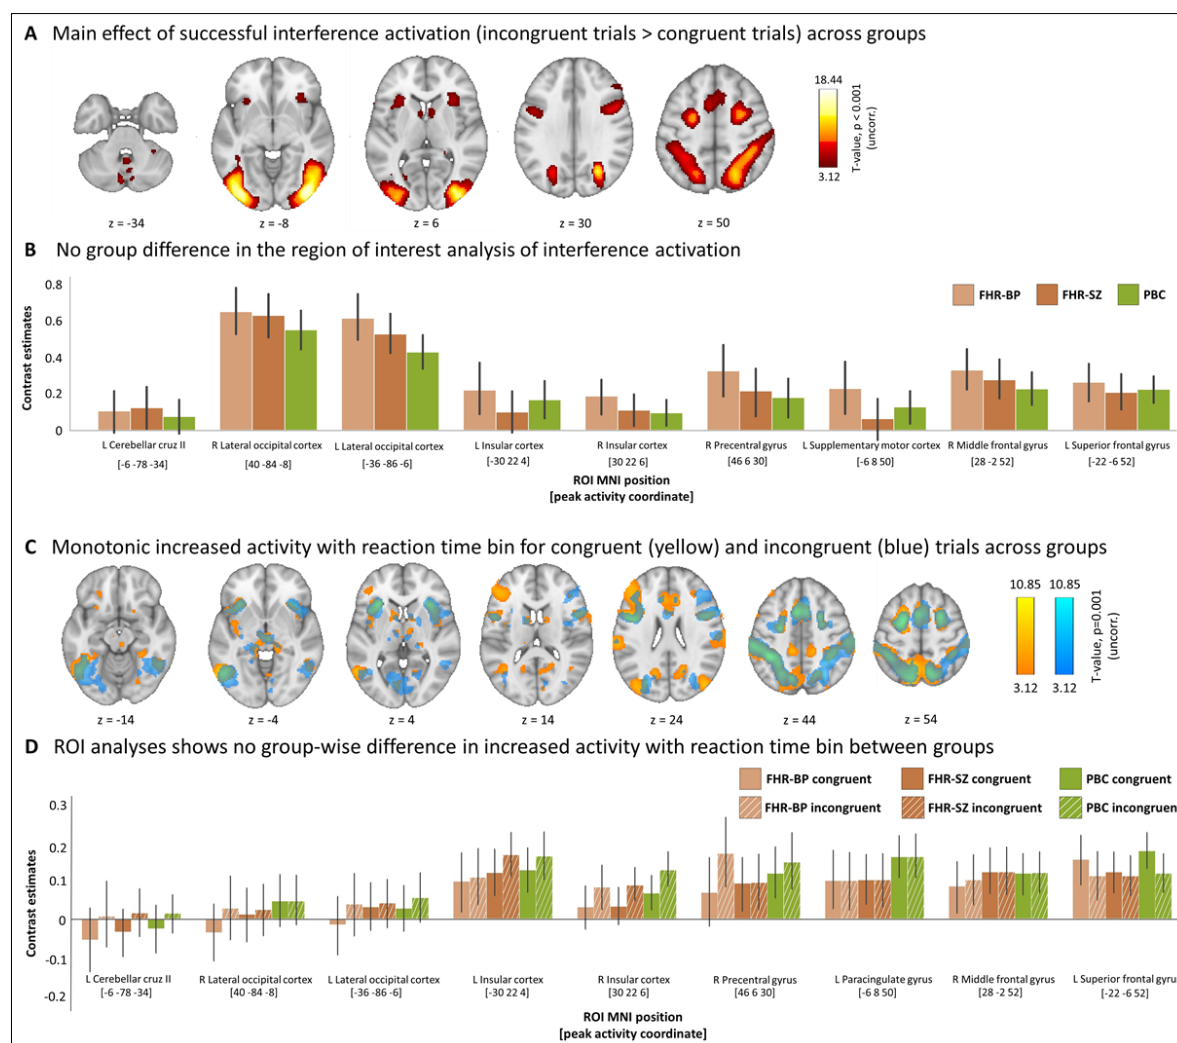 A Main effect of successful interference activation (incongruent trials > congruent trials) across groups
18.44
3.12
T-value, p < 0.001
(uncorr.)
z = -34
z = -8
z = 6
z = 30
z = 50
B No group difference in the region of interest analysis of interference activation
FHR-BP
FHR-SZ
PBC
Contrast estimates
0.8
0.6
0.4
0.2
0
L Cerebellar cruz II
[-6 -78 -34]
R Lateral occipital cortex
[40 -84 -8]
L Lateral occipital cortex
[-36 -86 -6]
L Insular cortex
[-30 22 4]
R Insular cortex
[30 22 6]
R Precentral gyrus
[46 6 30]
L Supplementary motor cortex
[-6 8 50]
R Middle frontal gyrus
[28 -2 52]
L Superior frontal gyrus
[-22 -6 52]
ROI MNI position
[peak activity coordinate]
C Monotonic increased activity with reaction time bin for congruent (yellow) and incongruent (blue) trials across groups
10.85 10.85
3.12 3.12
T-value, p=0.001
(uncorr.)
z = -14
z = -4
z = 4
z = 14
z = 24
z = 44
z = 54
D ROI analyses shows no group-wise difference in increased activity with reaction time bin between groups
FHR-BP congruent
FHR-SZ congruent
PBC congruent
FHR-BP incongruent
FHR-SZ incongruent
PBC incongruen
Contrast estimates
0.3
0.2
0.1
0
-0.1
-0.2
L Cerebellar cruz II
[-6 -78 -34]
R Lateral occipital cortex
[40 -84 -8]
L Lateral occipital cortex
[-36 -86 -6]
L Insular cortex
[-30 22 4]
R Insular cortex
[30 22 6]
R Precentral gyrus
[46 6 30]
L Paracingulate gyrus
[-6 8 50]
R Middle frontal gyrus
[28 -2 52]
L Superior frontal gyrus
[-22 -6 52]
ROI MNI position
[peak activity coordinate]